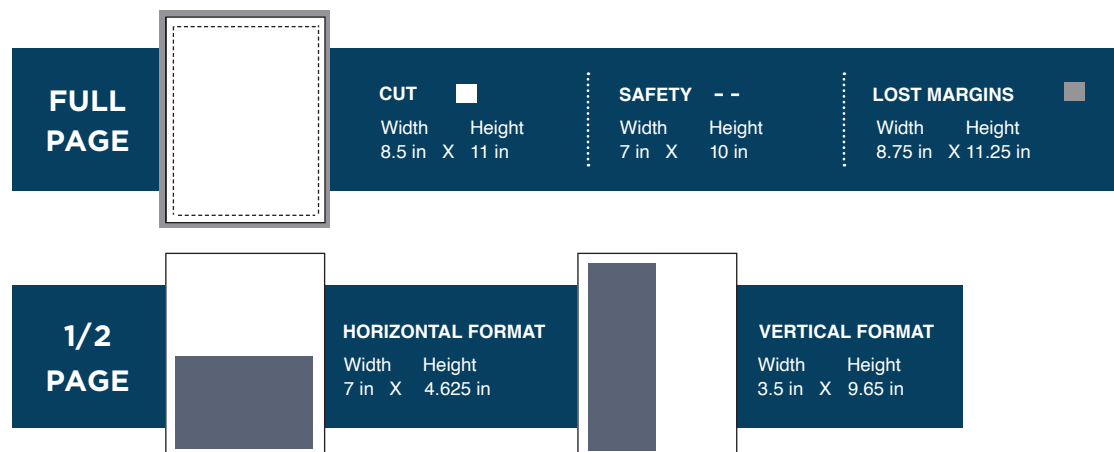 FULL
PAGE
CUT
Width Height
8.5 in X 11 in
SAFETY - -
Width Height
7 in X 10 in
LOST MARGINS
Width Height
8.75 in X 11.25 in
1/2
PAGE
HORIZONTAL FORMAT
Width Height
7 in X 4.625 in
VERTICAL FORMAT
Width Height
3.5 in X 9.65 in